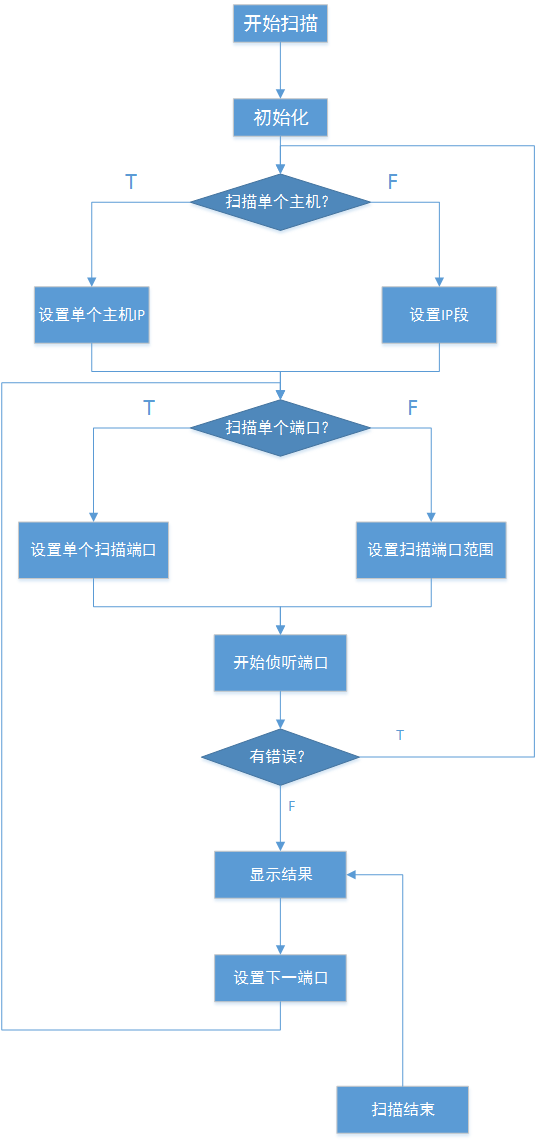 开始扫描
初始化
T
F
扫描单个主机?
设置单个主机IP
设置IP段
T
F
扫描单个端口?
设置单个扫描端口
设置扫描端口范围
开始侦听端口
T
有错误?
F
显示结果
设置下一端口
扫描结束